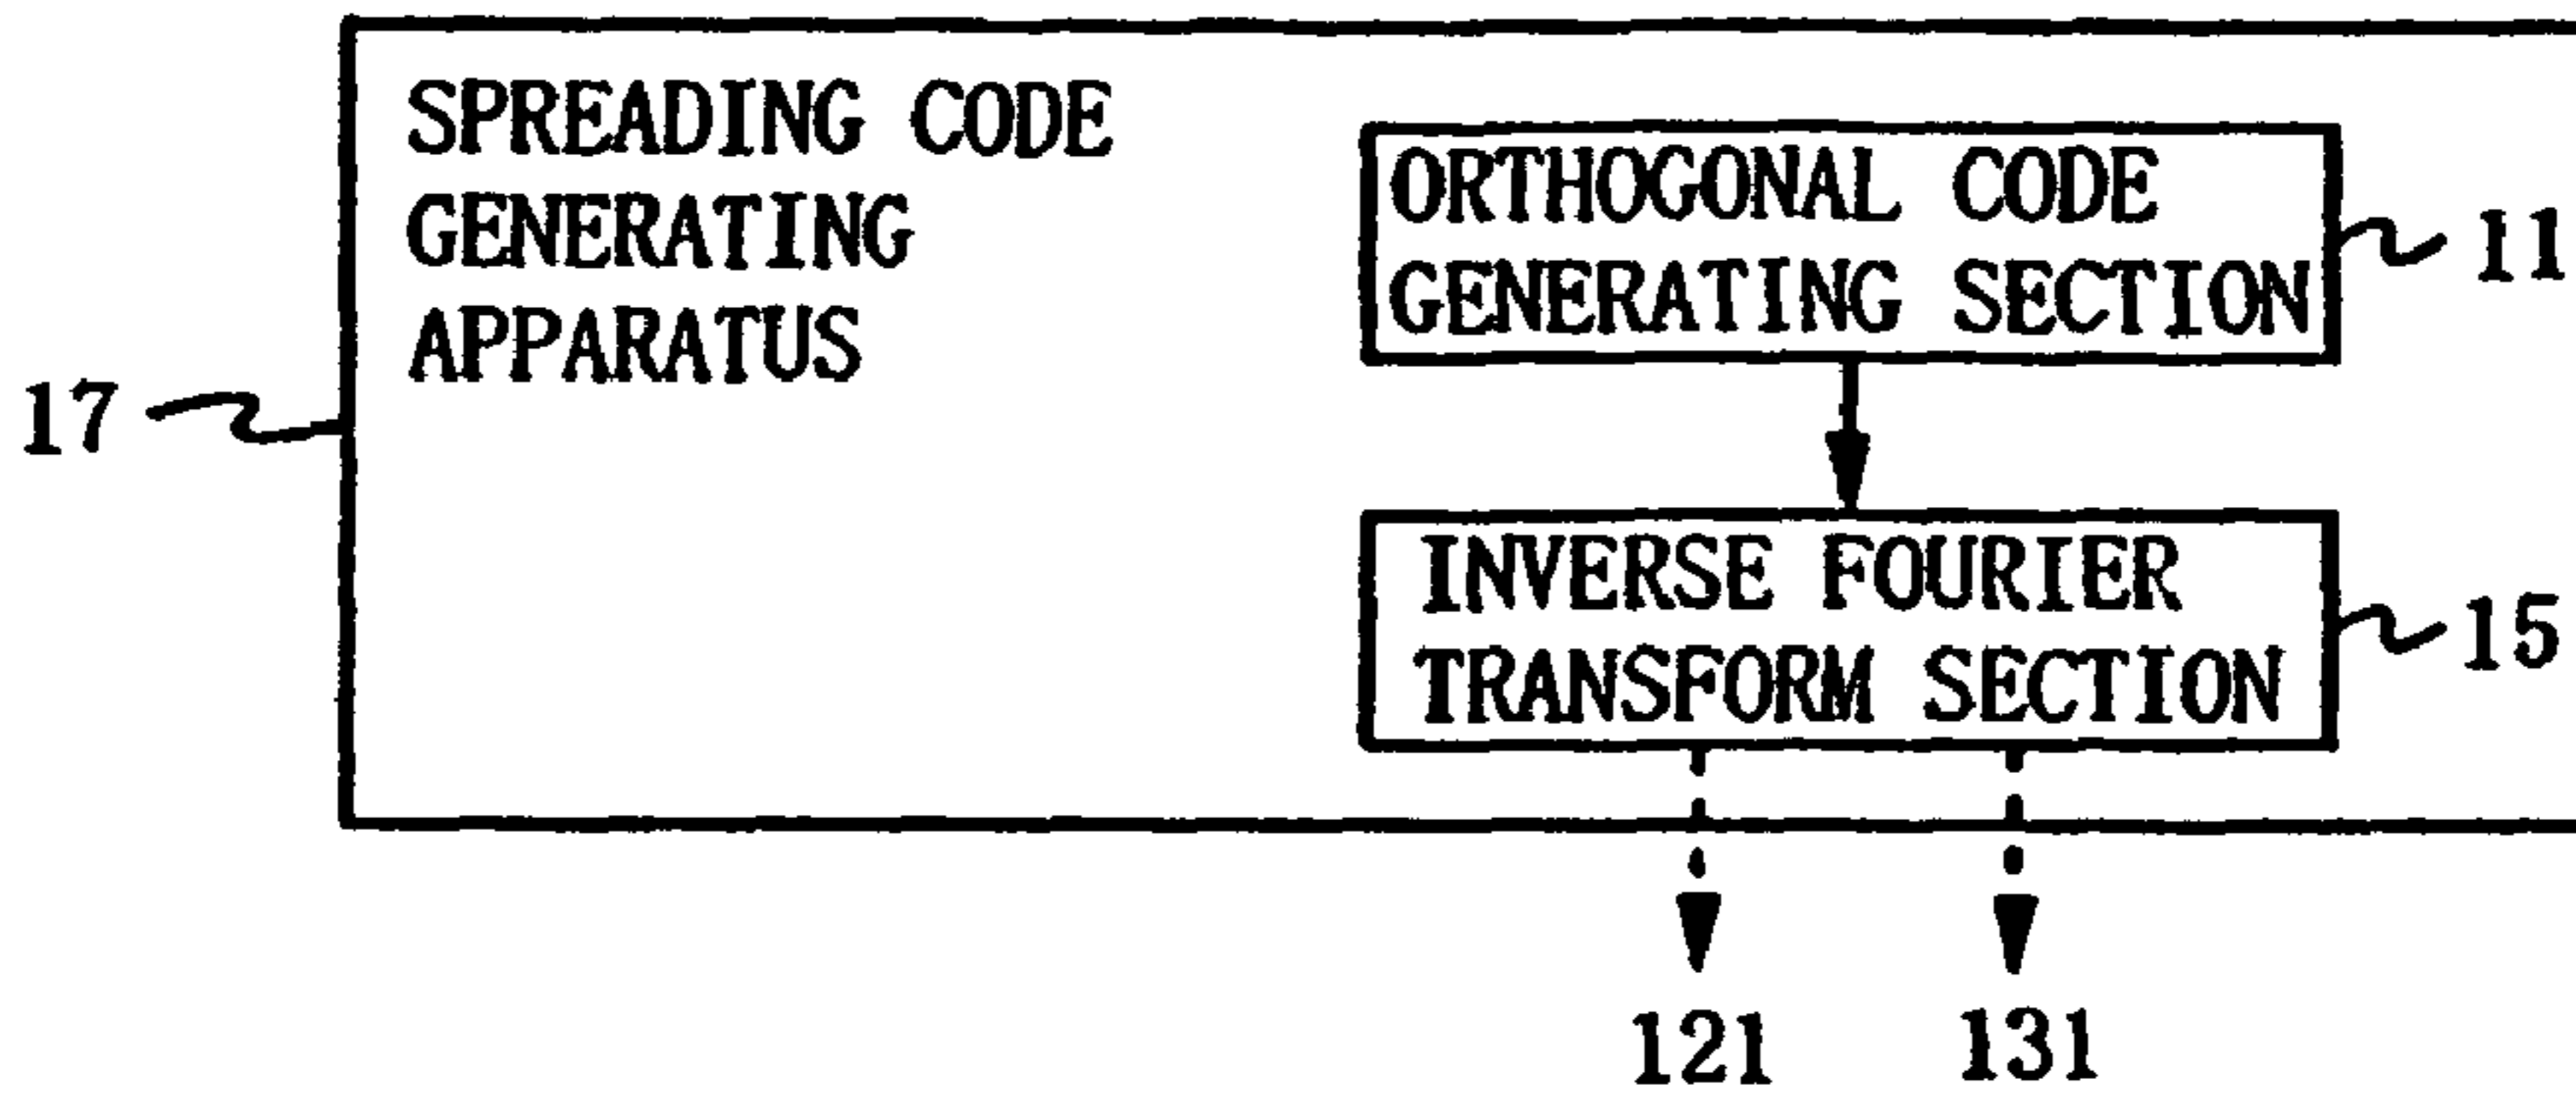 SPREADING CODE
GENERATING
APPARATUS
ORTHOGONAL CODE
GENERATING SECTION
11
17
INVERSE FOURIER
TRANSFORM SECTION
15
121
131